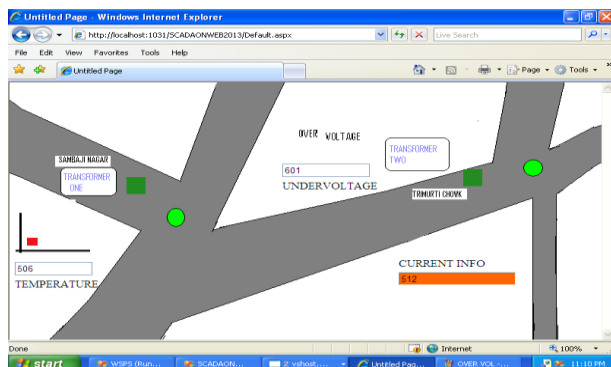 Untitled Page - Windows Internet Explorer
http://localhost:1031/SCADAONWEB2013/Default.aspx
Live Search
File Edit View Favorites Tools Help
Untitled Page
Page Tools
OVER VOLTAGE
TRANSFORMER
TWO
SAMBAJI NAGAR
601
TRANSFORMER
ONE
UNDERVOLTAGE
TRIMURTI CHOWK
506
CURRENT INFO
TEMPERATURE
512
Done
Internet
100%
start
WSPS (Run...
SCADAON...
2 vshost....
Untitled Pag...
OVER VOL -...
11:10 PM